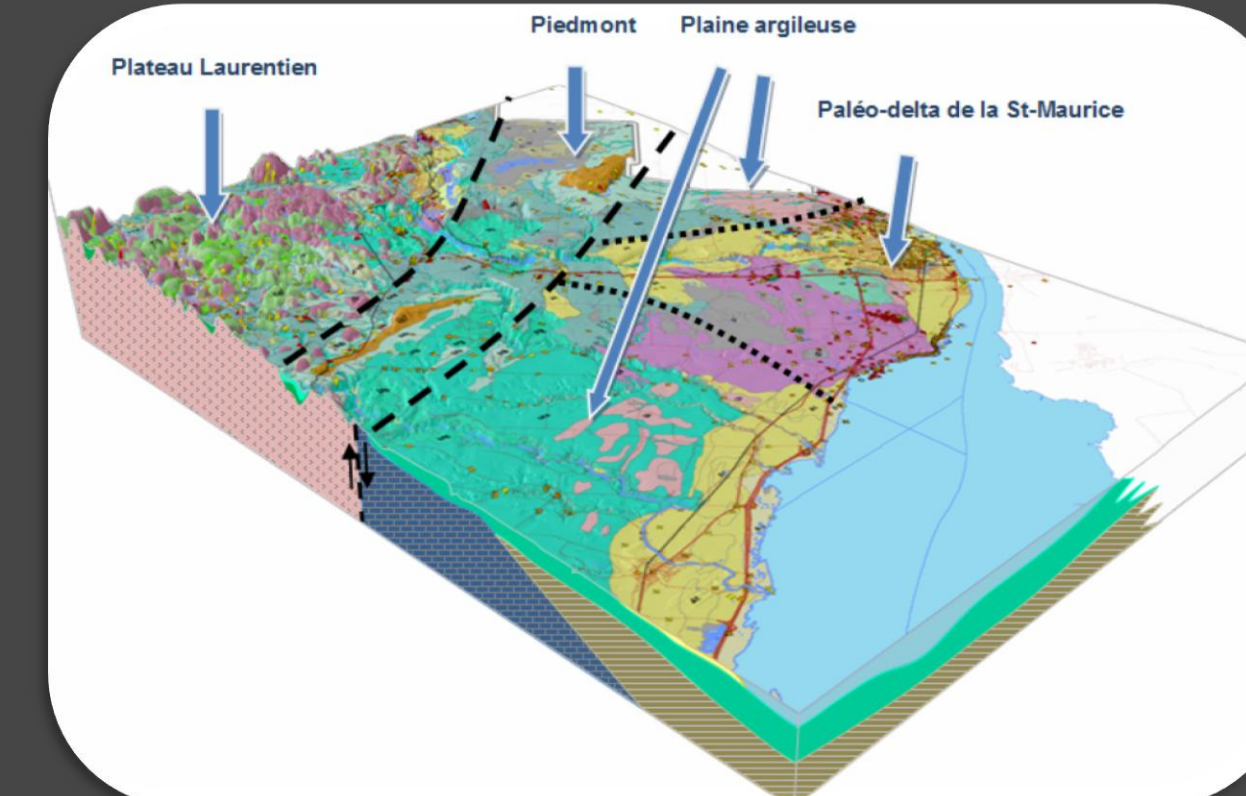 Piedmont
Plaine argileuse
Plateau Laurentien
Paléo-delta de la St-Maurice